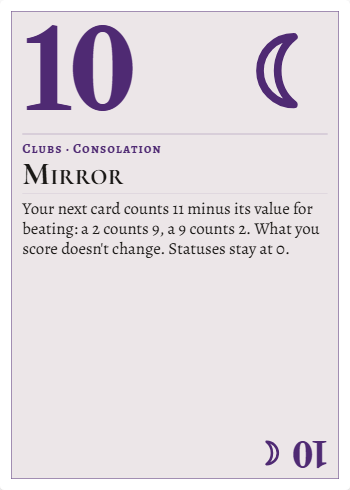 10
Clubs · Consolation
Mirror
Your next card counts 11 minus its value for
beating: a 2 counts 9, a 9 counts 2. What you
score doesn't change. Statuses stay at 0.
10